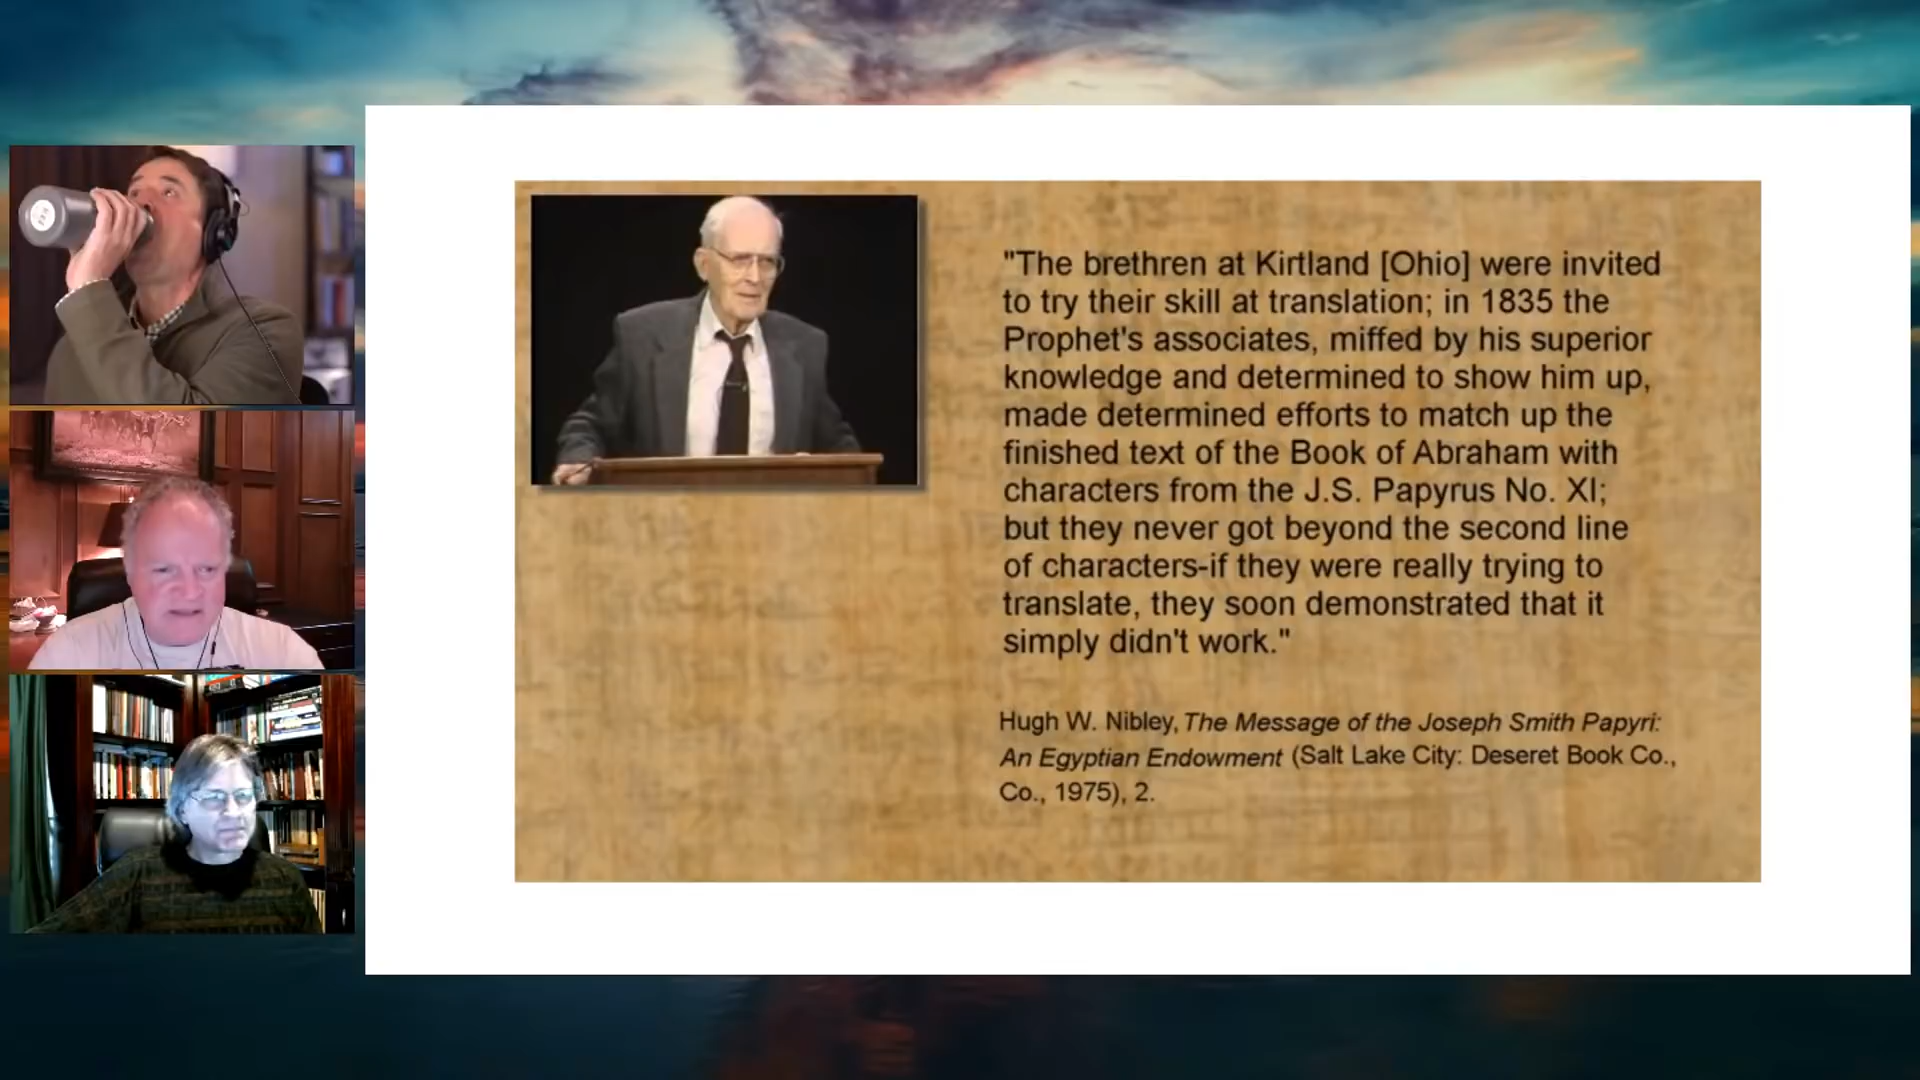 "The brethren at Kirtland [Ohio] were invited
to try their skill at translation; in 1835 the
Prophet's associates, miffed by his superior
knowledge and determined to show him up,
made determined efforts to match up the
finished text of the Book of Abraham with
characters from the J.S. Papyrus No. XI;
but they never got beyond the second line
of characters-if they were really trying to
translate, they soon demonstrated that it
simply didn't work."
Hugh W. Nibley, The Message of the Joseph Smith Papyri:
An Egyptian Endowment (Salt Lake City: Deseret Book Co.,
Co., 1975), 2.